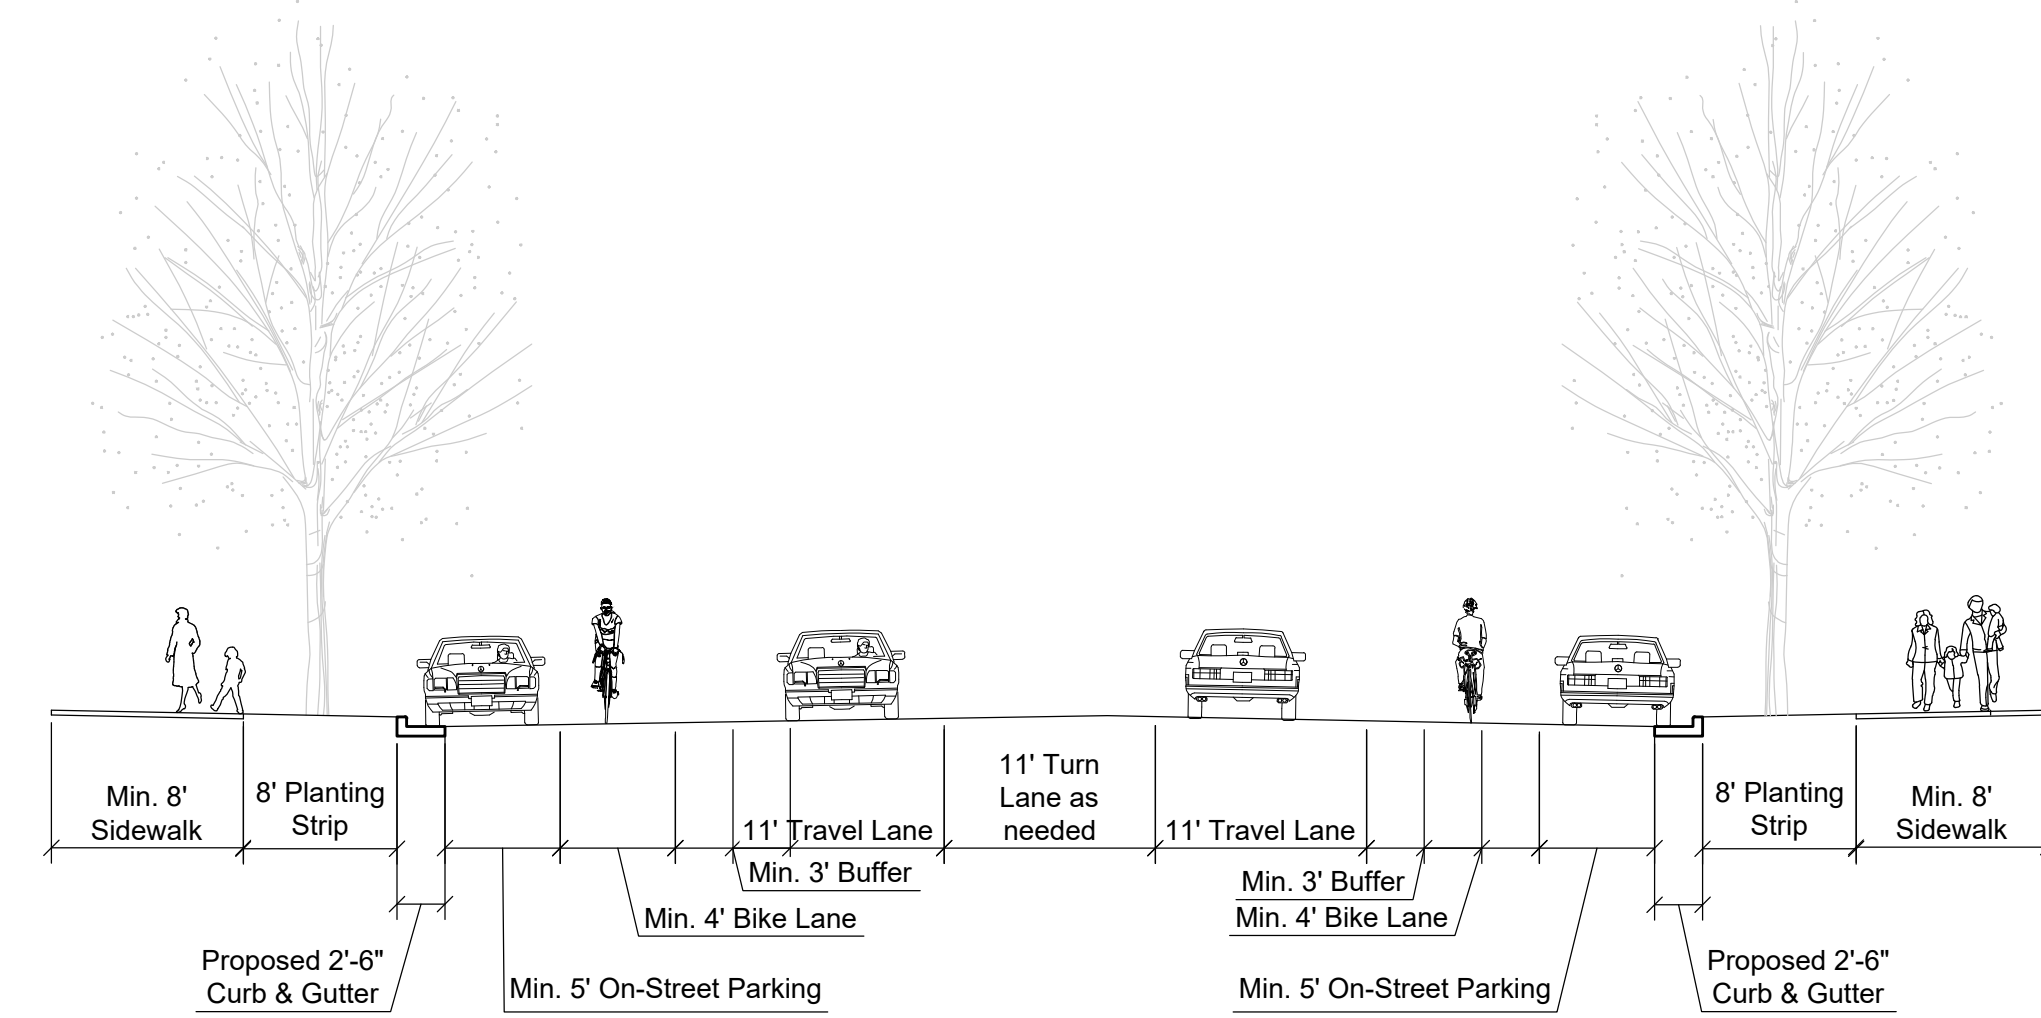 Min. 8'
Sidewalk
8' Planting
Strip
11' Travel Lane
11' Turn
Lane as
needed
11' Travel Lane
8' Planting
Strip
Min. 8'
Sidewalk
Min. 3' Buffer
Min. 4' Bike Lane
Proposed 2'-6"
Curb & Gutter
Min. 5' On-Street Parking
Min. 3' Buffer
Min. 4' Bike Lane
Min. 5' On-Street Parking
Proposed 2'-6"
Curb & Gutter